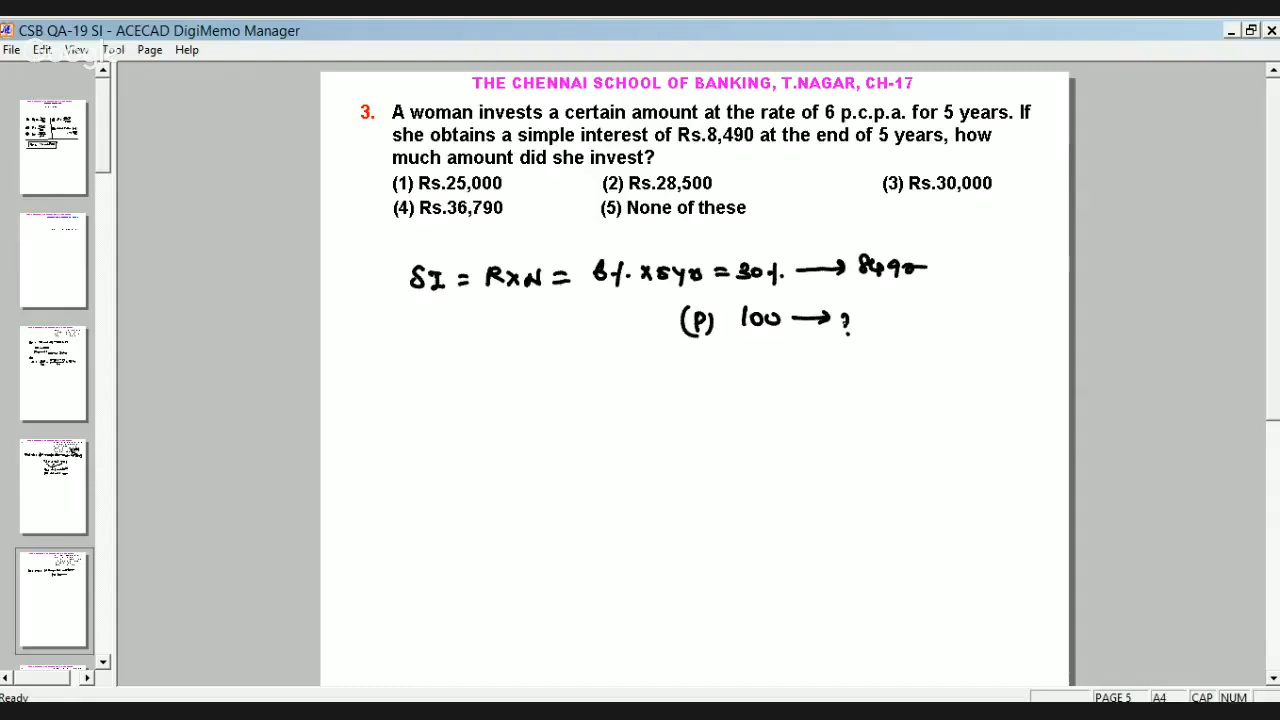 CSB QA-19 SI - ACECAD DigiMemo Manager
File Edit View Tool Page Help
Google
THE CHENNAI SCHOOL OF BANKING, T.NAGAR, CH-17
3. A woman invests a certain amount at the rate of 6 p.c.p.a. for 5 years. If
she obtains a simple interest of Rs.8,490 at the end of 5 years, how
much amount did she invest?
(1) Rs.25,000 (2) Rs.28,500 (3) Rs.30,000
(4) Rs.36,790 (5) None of these
SI = R×N = 6% × 5yrs = 30% → 8490
(P) 100 → ?
Ready PAGE 5 A4 CAP NUM